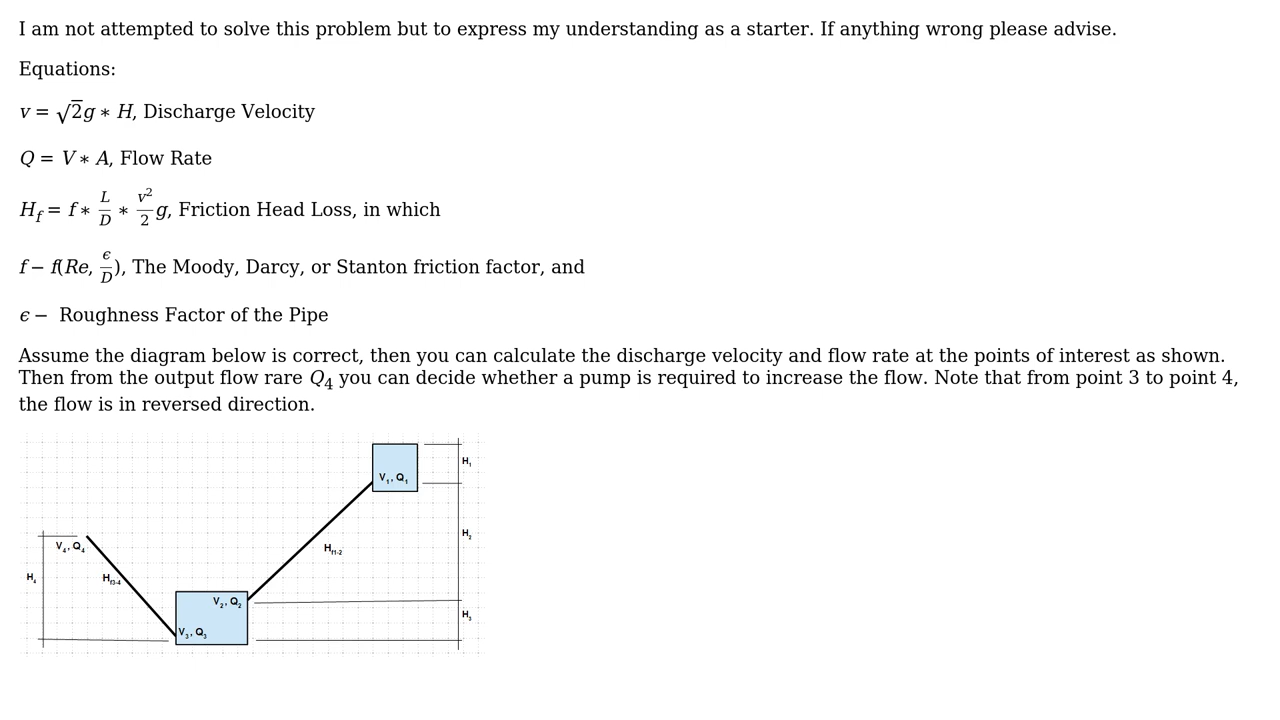 I am not attempted to solve this problem but to express my understanding as a starter. If anything wrong please advise.
Equations:
v = √2g ∗ H, Discharge Velocity
Q = V ∗ A, Flow Rate
H_f = f ∗ L/D ∗ v²/2 g, Friction Head Loss, in which
f − f(Re, ϵ/D), The Moody, Darcy, or Stanton friction factor, and
ϵ − Roughness Factor of the Pipe
Assume the diagram below is correct, then you can calculate the discharge velocity and flow rate at the points of interest as shown.
Then from the output flow rare Q₄ you can decide whether a pump is required to increase the flow. Note that from point 3 to point 4,
the flow is in reversed direction.
H₁
V₁, Q₁
H₂
V₄, Q₄
H_f1-2
H₄
H_f3-4
V₂, Q₂
H₃
V₃, Q₃